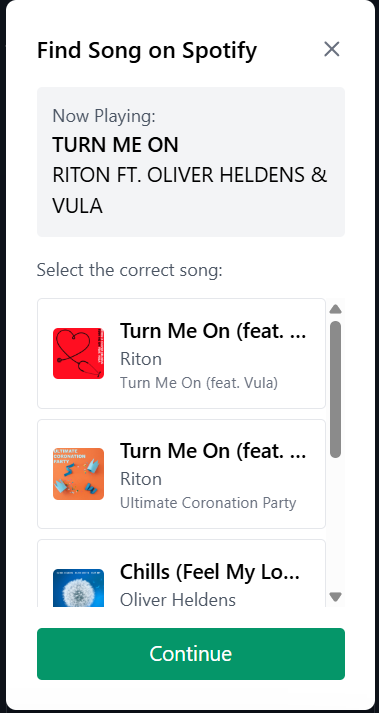 Find Song on Spotify
Now Playing:
TURN ME ON
RITON FT. OLIVER HELDENS &
VULA
Select the correct song:
Turn Me On (feat. ...
Riton
Turn Me On (feat. Vula)
ULTIMATE
CORONATION
PARTY
Turn Me On (feat. ...
Riton
Ultimate Coronation Party
Chills (Feel My Lo...
Oliver Heldens
Continue